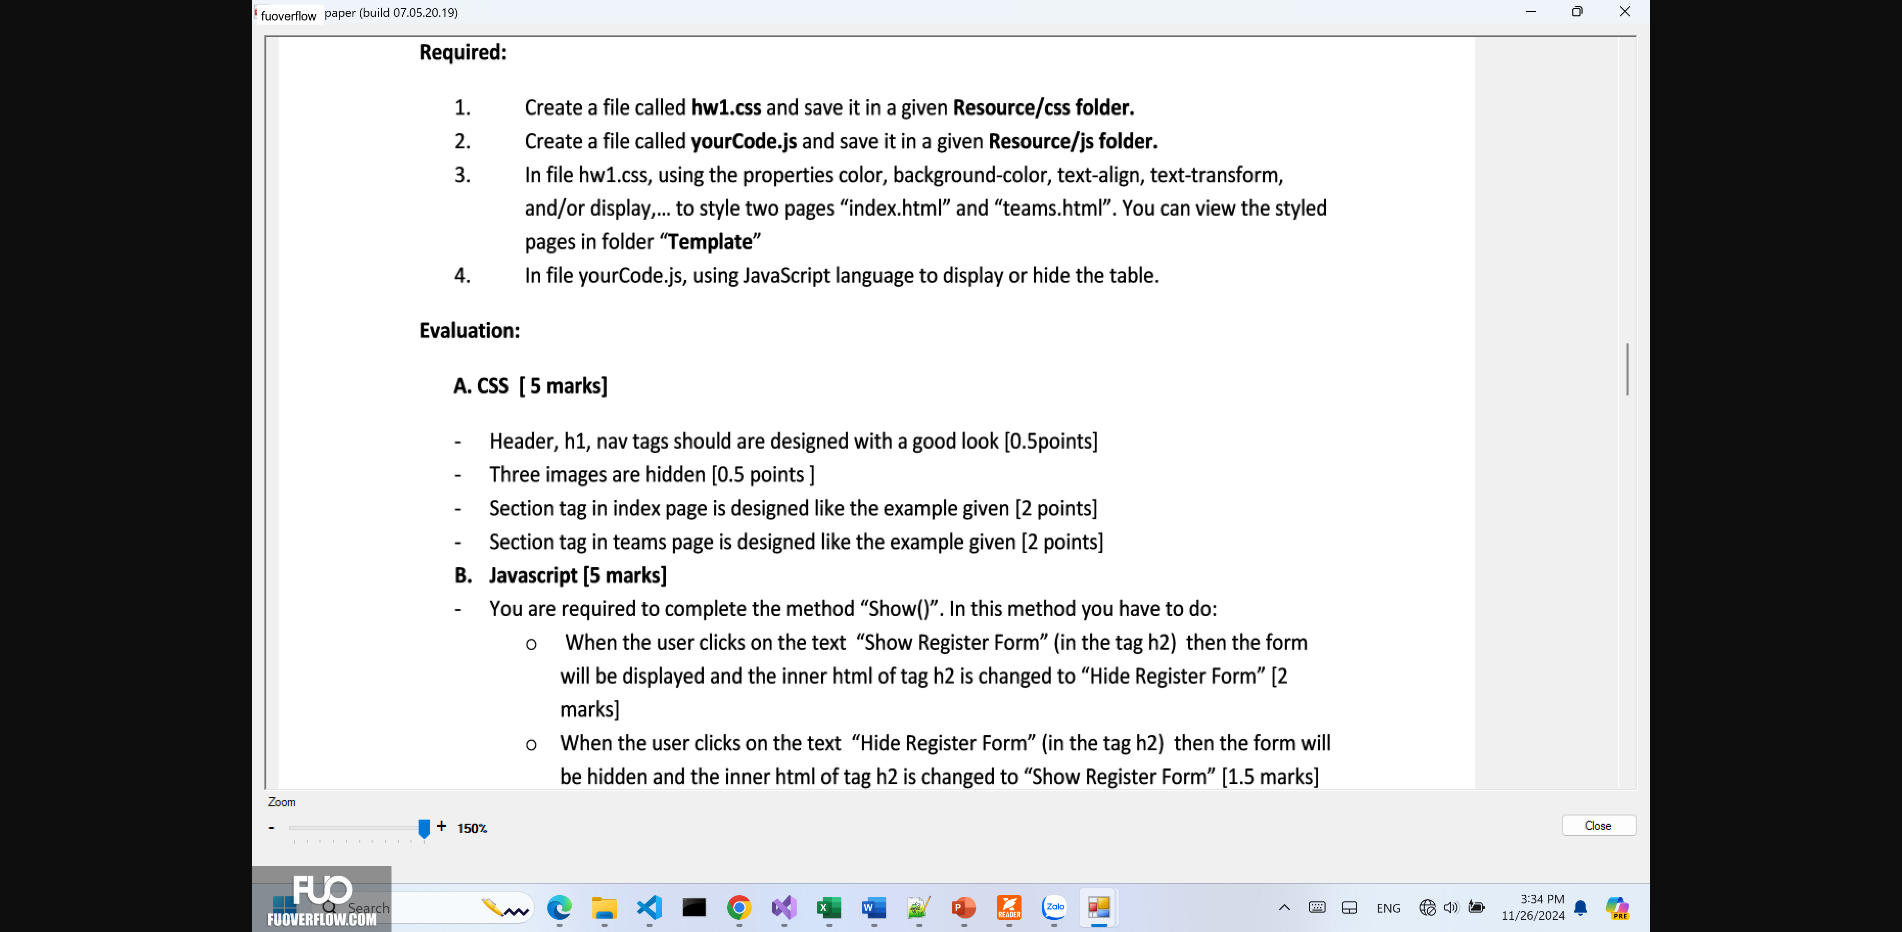 fuoverflow paper (build 07.05.20.19)
Required:
1. Create a file called hw1.css and save it in a given Resource/css folder.
2. Create a file called yourCode.js and save it in a given Resource/js folder.
3. In file hw1.css, using the properties color, background-color, text-align, text-transform,
and/or display,... to style two pages “index.html” and “teams.html”. You can view the styled
pages in folder “Template”
4. In file yourCode.js, using JavaScript language to display or hide the table.
Evaluation:
A. CSS [ 5 marks]
- Header, h1, nav tags should are designed with a good look [0.5points]
- Three images are hidden [0.5 points ]
- Section tag in index page is designed like the example given [2 points]
- Section tag in teams page is designed like the example given [2 points]
B. Javascript [5 marks]
- You are required to complete the method “Show()”. In this method you have to do:
o When the user clicks on the text “Show Register Form” (in the tag h2) then the form
will be displayed and the inner html of tag h2 is changed to “Hide Register Form” [2
marks]
o When the user clicks on the text “Hide Register Form” (in the tag h2) then the form will
be hidden and the inner html of tag h2 is changed to “Show Register Form” [1.5 marks]
Zoom
- + 150%
Close
FUO
FUOVERFLOW.COM
Search
READER
Zalo
ENG
3:34 PM
11/26/2024
PRE